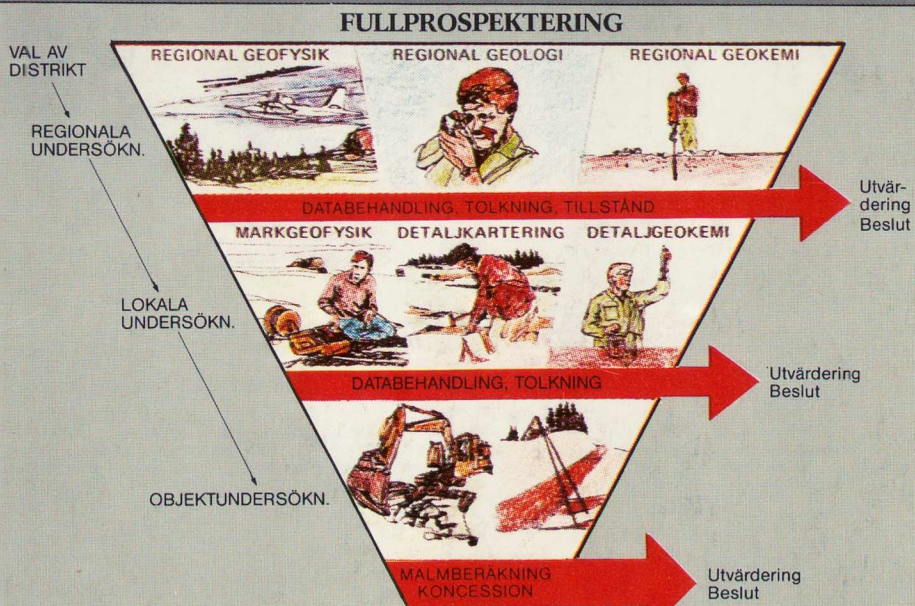 FULLPROSPEKTERING
VAL AV
DISTRIKT
REGIONAL GEOFYSIK
REGIONAL GEOLOGI
REGIONAL GEOKEMI
REGIONALA
UNDERSÖKN.
DATABEHANDLING, TOLKNING, TILLSTÅND
Utvär-
dering
Beslut
MARKGEOFYSIK
DETALJKARTERING
DETALJGEOKEMI
LOKALA
UNDERSÖKN.
DATABEHANDLING, TOLKNING
Utvärdering
Beslut
OBJEKTUNDERSÖKN.
MALMBERÄKNING
KONCESSION
Utvärdering
Beslut